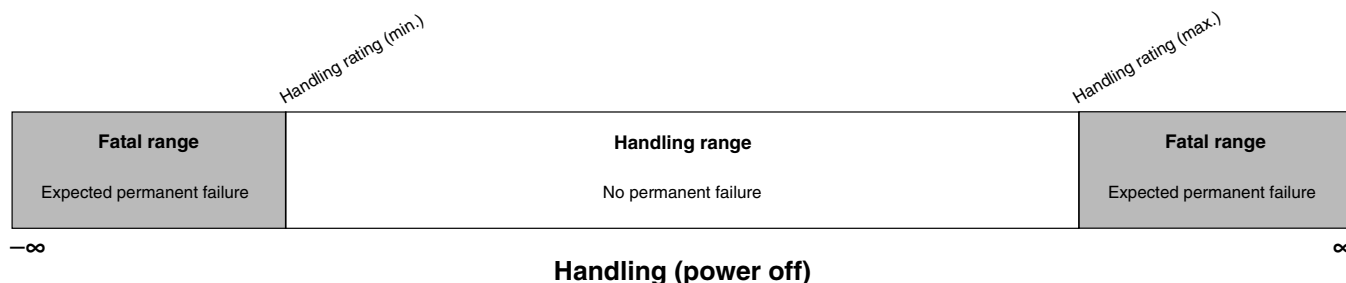 Handling rating (min.)
Handling rating (max.)
Fatal range
Handling range
Fatal range
Expected permanent failure
No permanent failure
Expected permanent failure
–∞
∞
Handling (power off)